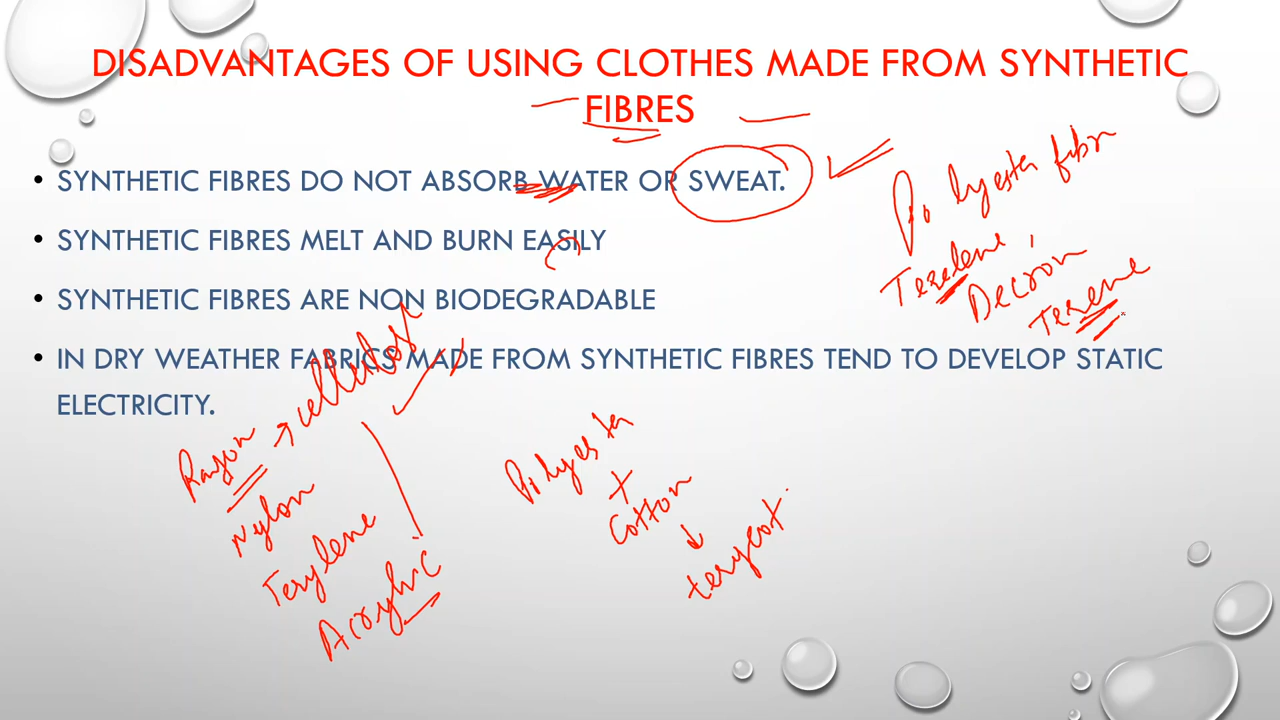 DISADVANTAGES OF USING CLOTHES MADE FROM SYNTHETIC
FIBRES
• SYNTHETIC FIBRES DO NOT ABSORB WATER OR SWEAT.
• SYNTHETIC FIBRES MELT AND BURN EASILY
• SYNTHETIC FIBRES ARE NON BIODEGRADABLE
• IN DRY WEATHER FABRICS MADE FROM SYNTHETIC FIBRES TEND TO DEVELOP STATIC
ELECTRICITY.
Polyester fibr
Terelene,
Decron
Terene
Rayon → cellulose
Nylon
Terylene
Acrylic
Polyester
+
Cotton
↓
terycot.